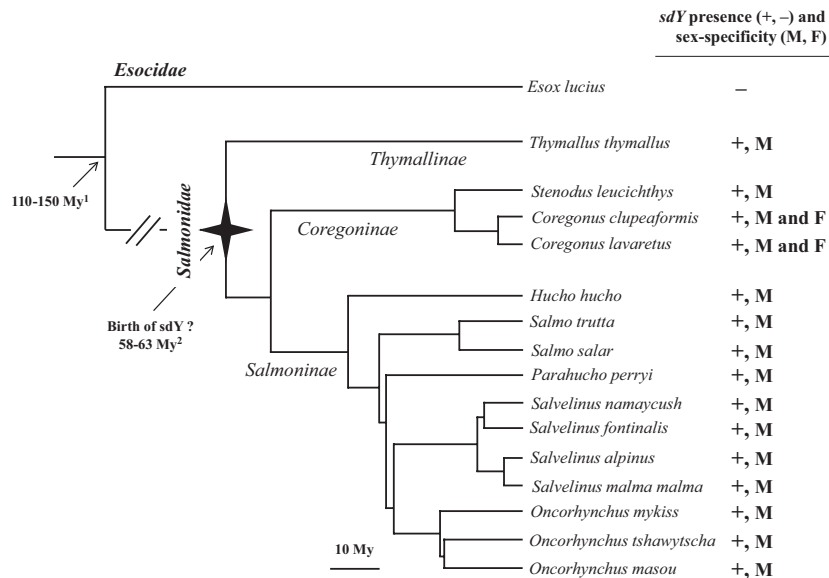 sdY presence (+, –) and
sex-specificity (M, F)
Esocidae
Esox lucius –
Thymallus thymallus +, M
Thymallinae
110-150 My¹
Salmonidae
Stenodus leucichthys +, M
Coregonus clupeaformis +, M and F
Coregoninae
Coregonus lavaretus +, M and F
Birth of sdY ?
58-63 My²
Hucho hucho +, M
Salmo trutta +, M
Salmo salar +, M
Salmoninae
Parahucho perryi +, M
Salvelinus namaycush +, M
Salvelinus fontinalis +, M
Salvelinus alpinus +, M
Salvelinus malma malma +, M
Oncorhynchus mykiss +, M
Oncorhynchus tshawytscha +, M
10 My
Oncorhynchus masou +, M